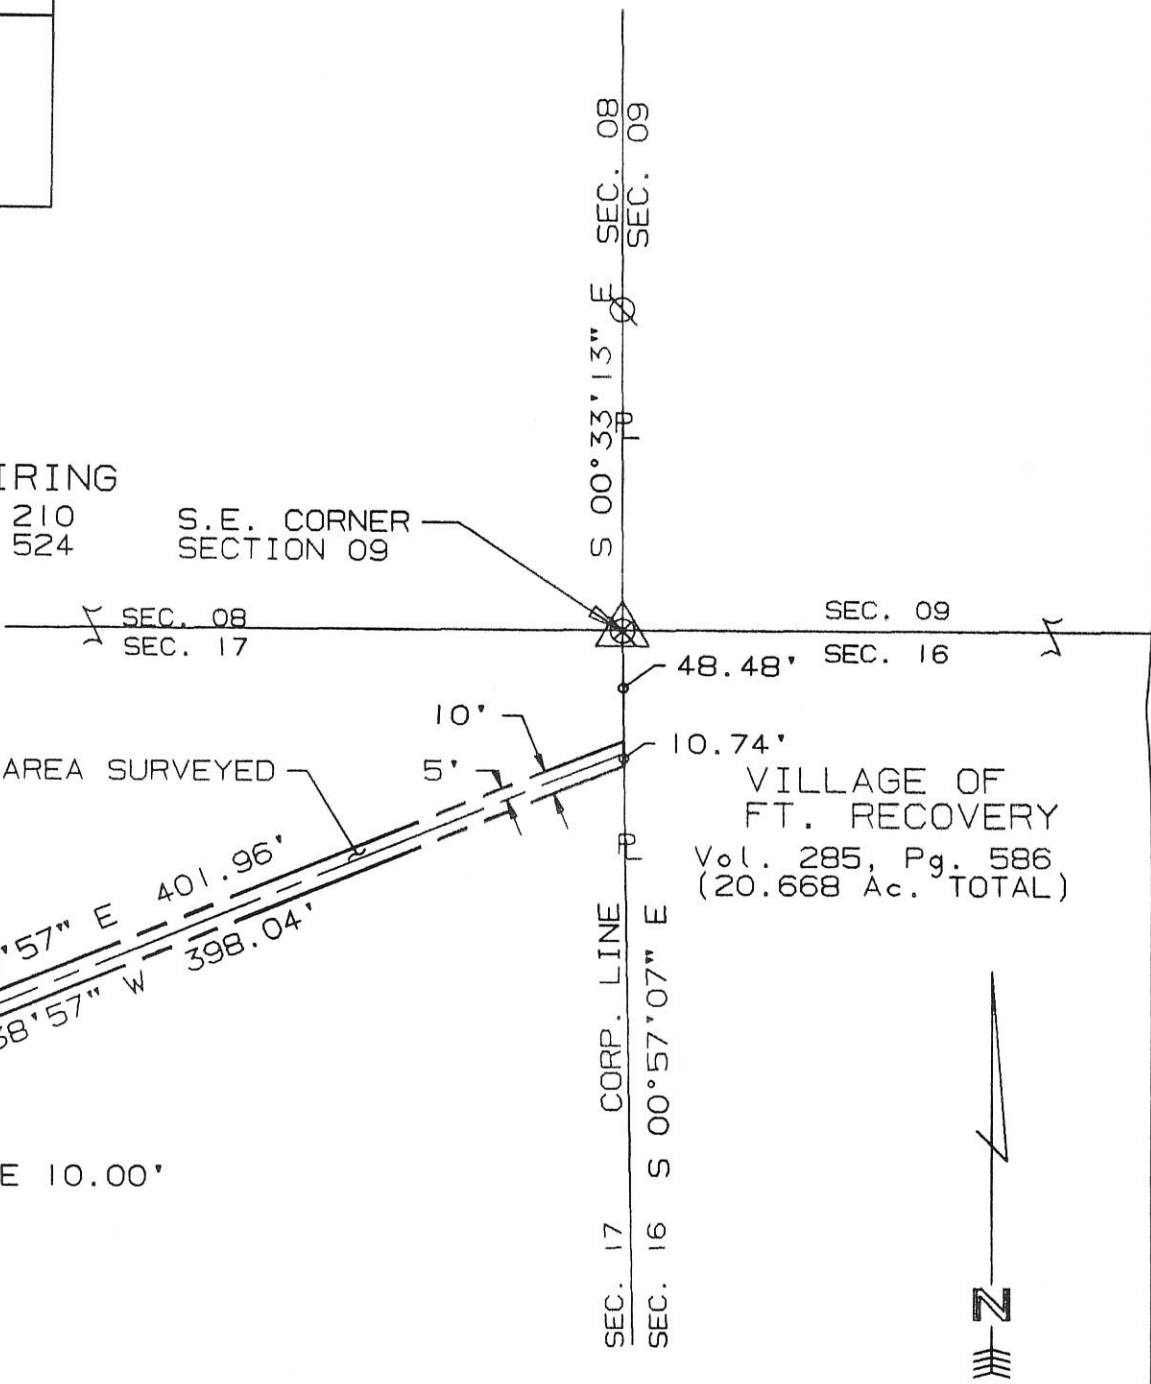 SEC. 08
SEC. 09
S 00°33'13" E
PL
IRING
210
524
S.E. CORNER
SECTION 09
SEC. 08
SEC. 17
SEC. 09
SEC. 16
48.48'
10'
10.74'
5'
AREA SURVEYED
VILLAGE OF
FT. RECOVERY
Vol. 285, Pg. 586
(20.668 Ac. TOTAL)
PL
'57" E 401.96'
38'57" W 398.04'
CORP. LINE
S 00°57'07" E
E 10.00'
SEC. 17
SEC. 16
N